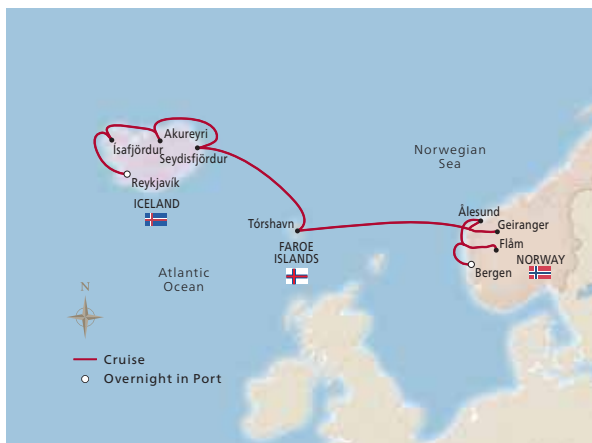 Akureyri
Ísafjördur
Seydisfjördur
Reykjavík
ICELAND
Norwegian
Sea
Ålesund
Geiranger
Tórshavn
Flåm
FAROE
ISLANDS
NORWAY
Bergen
Atlantic
Ocean
N
Cruise
Overnight in Port